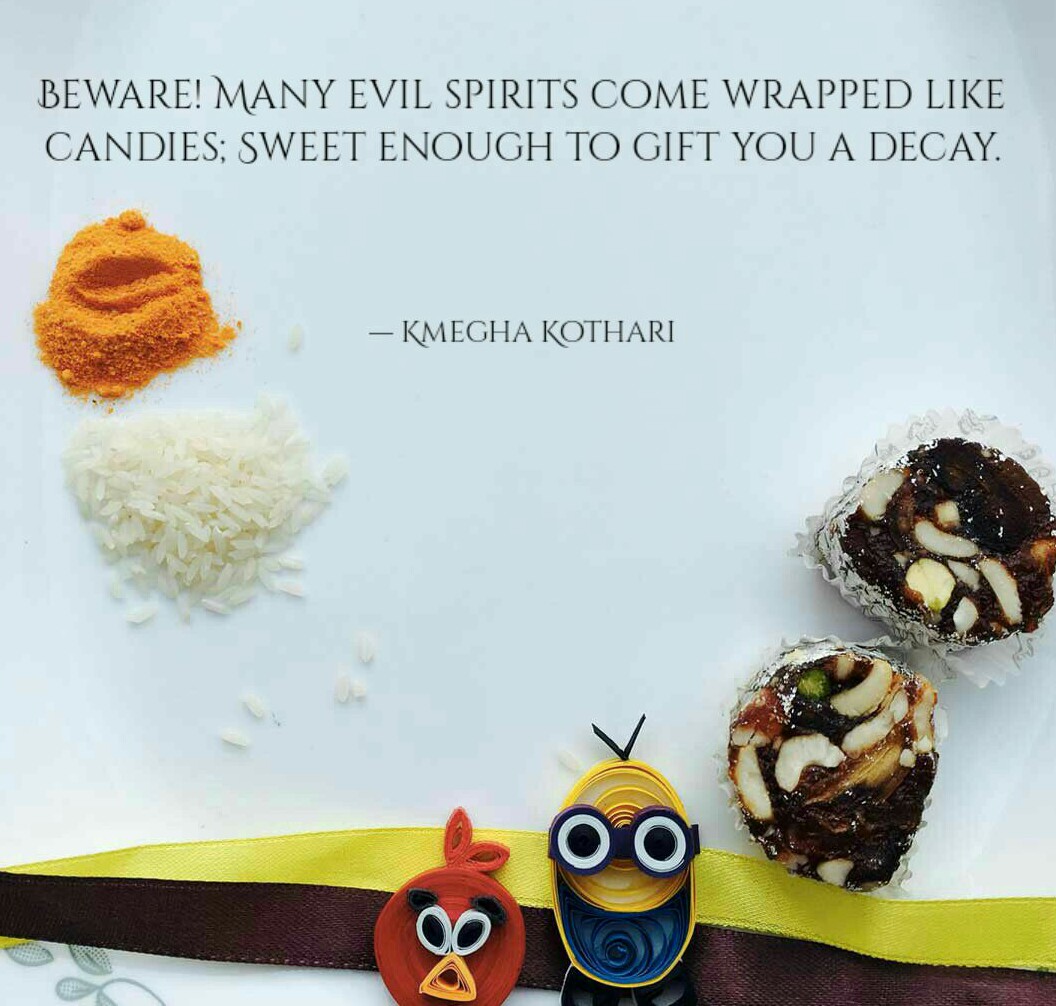 Beware! Many evil spirits come wrapped like
candies; Sweet enough to gift you a decay.
— Kmegha Kothari